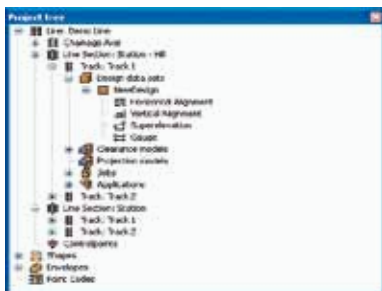 Project tree
Line: Demo Line
Chainage Axis
Line Section: Station - Hill
Track: Track 1
Design data sets
NewDesign
Horizontal Alignment
Vertical Alignment
Superelevation
Gauge
Clearance models
Projection models
Jobs
Applications
Track: Track 2
Line Section: Station
Track: Track 1
Track: Track 2
Controlpoints
Shapes
Envelopes
Point Codes